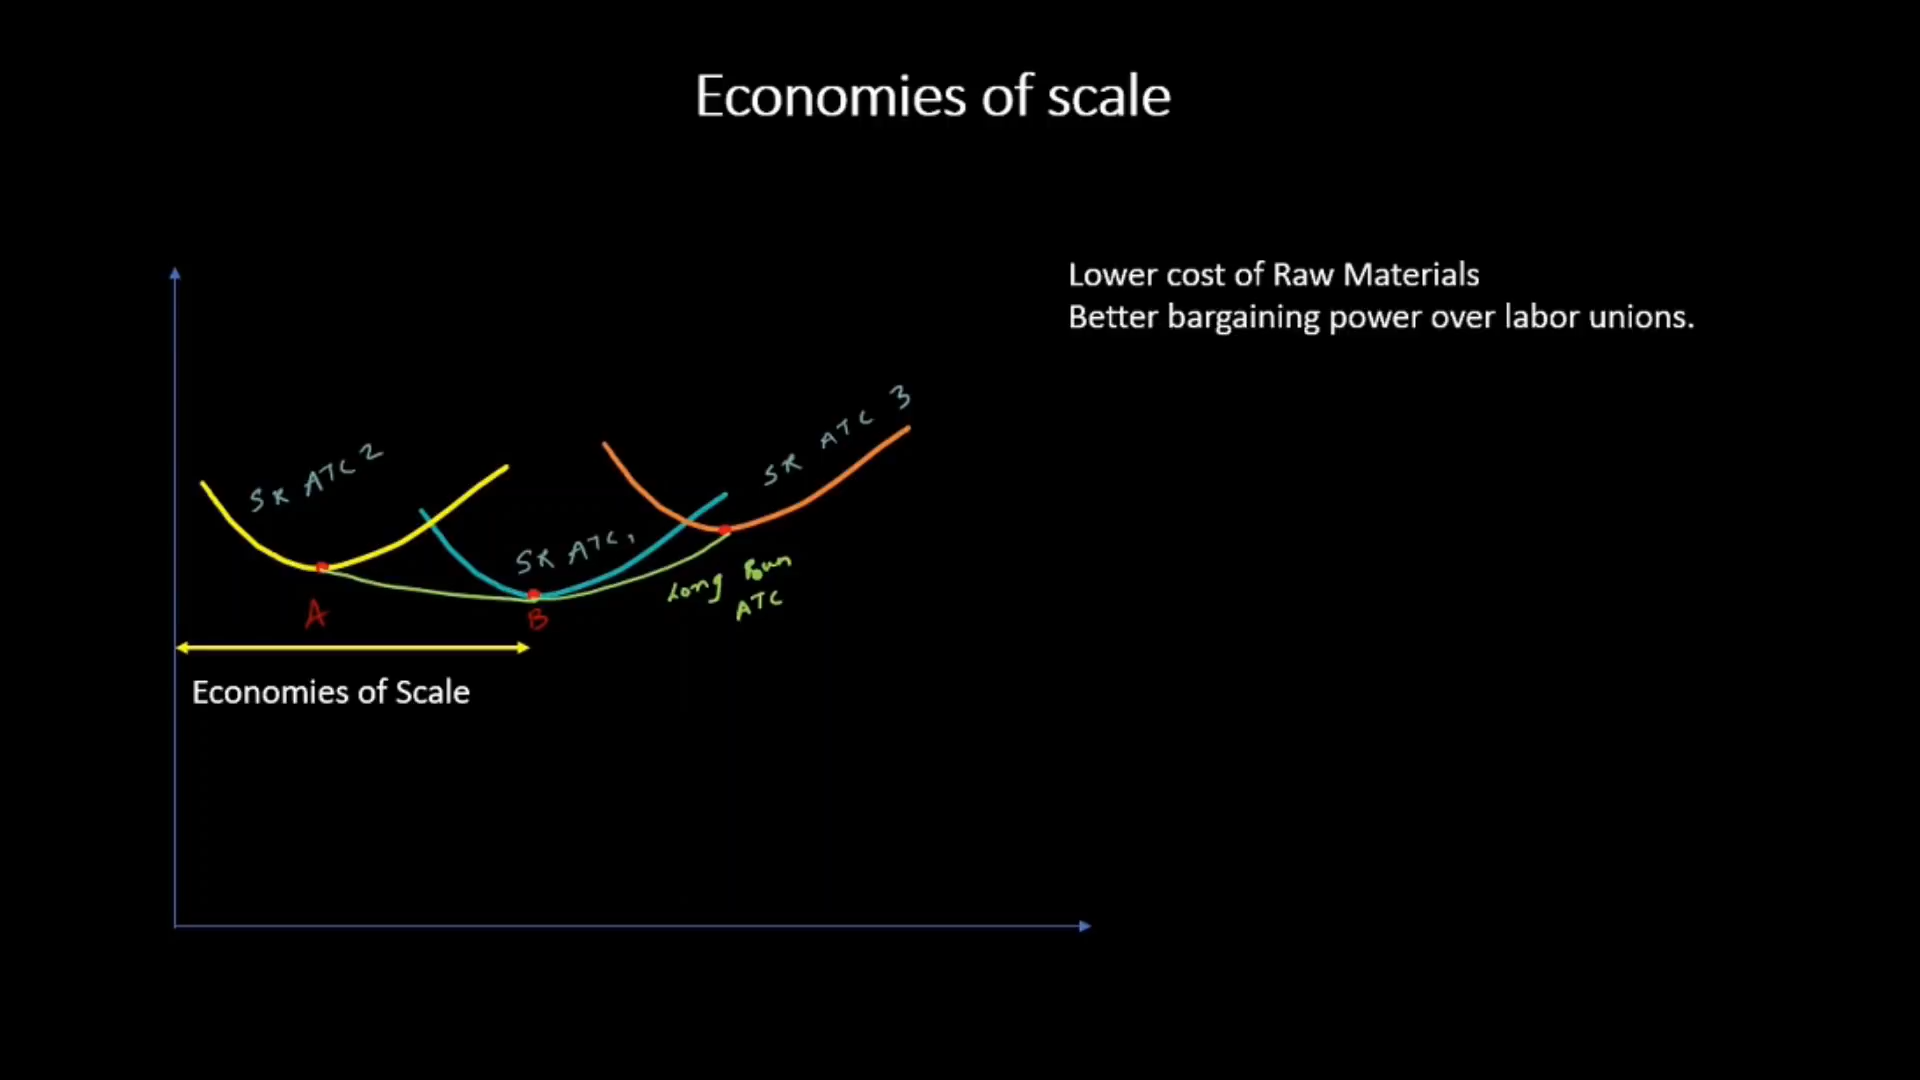 Economies of scale
Lower cost of Raw Materials
Better bargaining power over labor unions.
SR ATC 3
SR ATC 2
SR ATC 1
Long Run
ATC
A
B
Economies of Scale